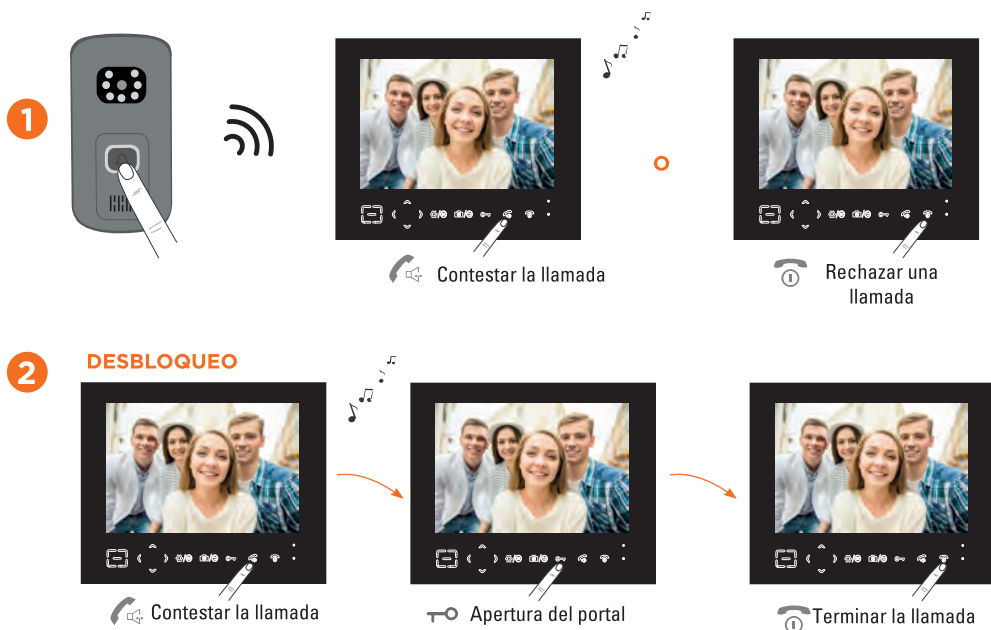 1
Contestar la llamada
o
Rechazar una
llamada
2
DESBLOQUEO
Contestar la llamada
Apertura del portal
Terminar la llamada